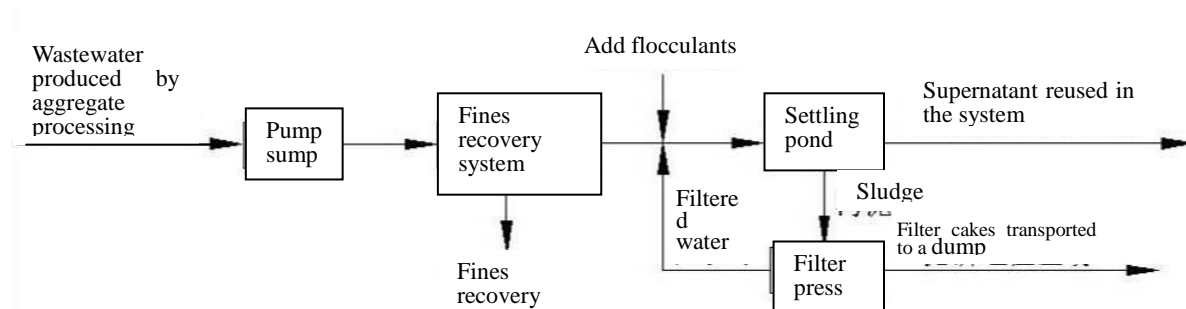 Wastewater
produced by
aggregate
processing
Pump
sump
Fines
recovery
system
Fines
recovery
Add flocculants
Filtere
d
water
Settling
pond
Supernatant reused in
the system
Sludge
Filter press
Filter cakes transported
to a dump